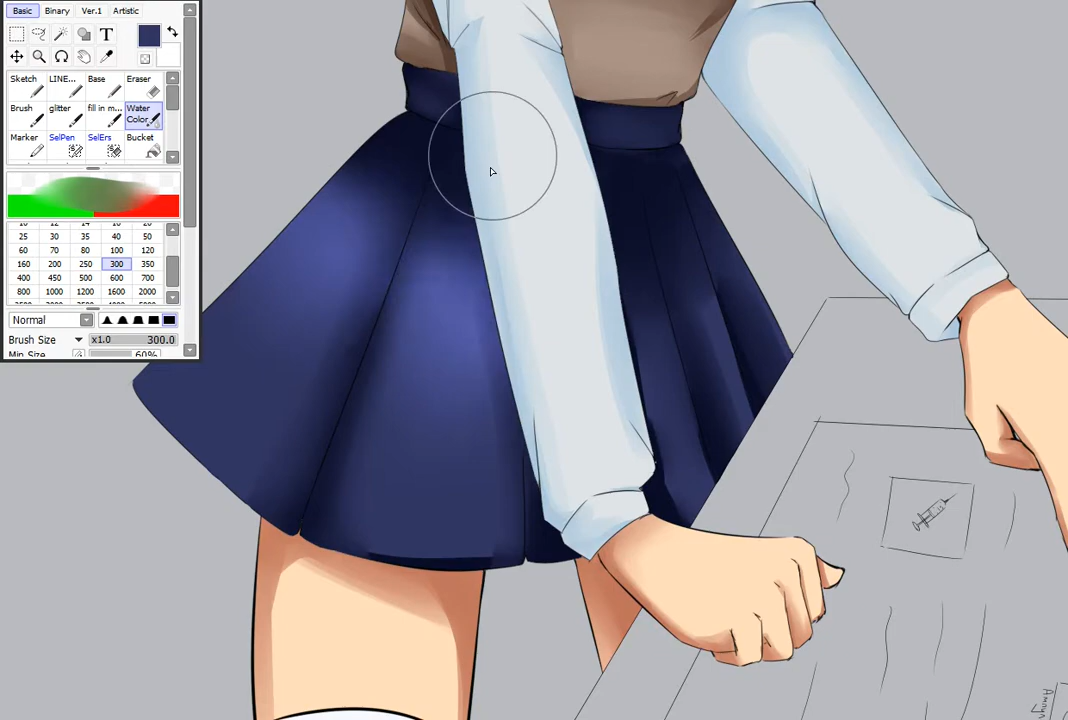 Basic Binary Ver.1 Artistic
T
Sketch LINE... Base Eraser
Brush glitter fill in m... Water Color
Marker SelPen SelErs Bucket
25 30 35 40 50
60 70 80 100 120
160 200 250 300 350
400 450 500 600 700
800 1000 1200 1600 2000
Normal
Brush Size x1.0 300.0
Min Size 60%